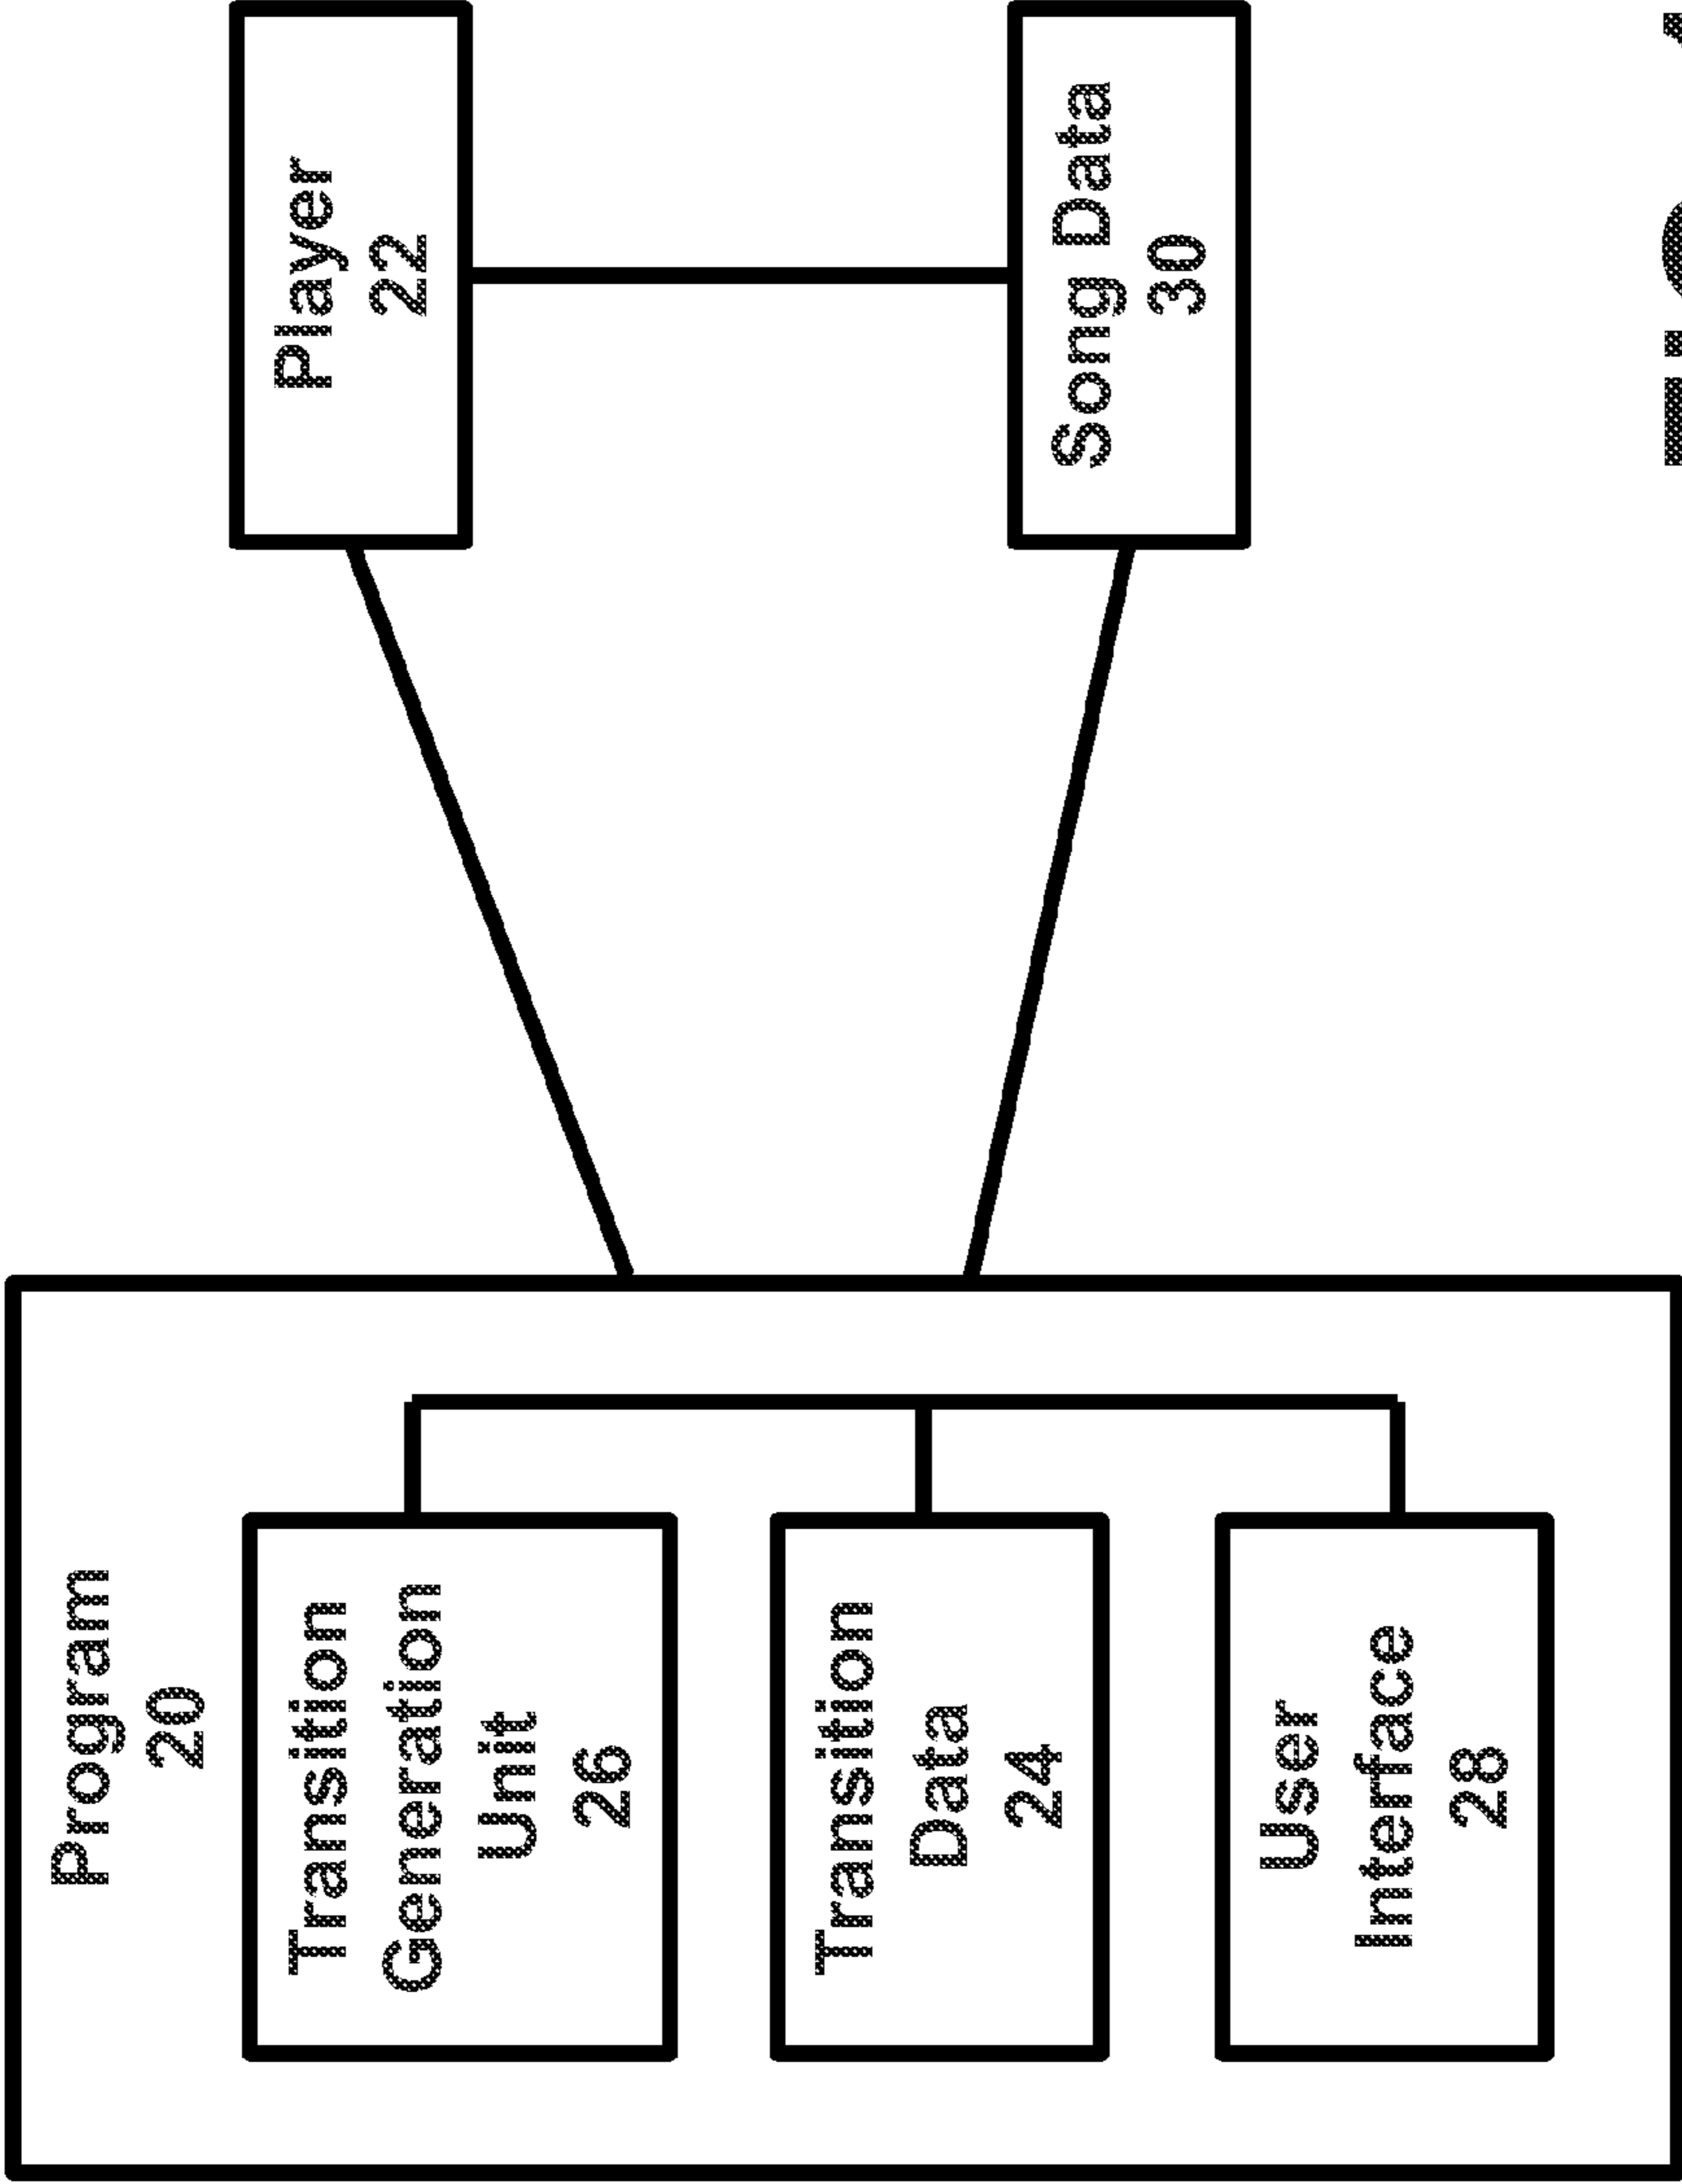 Program
20
Transition
Generation
Unit
26
Transition
Data
24
User
Interface
28
Player
22
Song Data
30